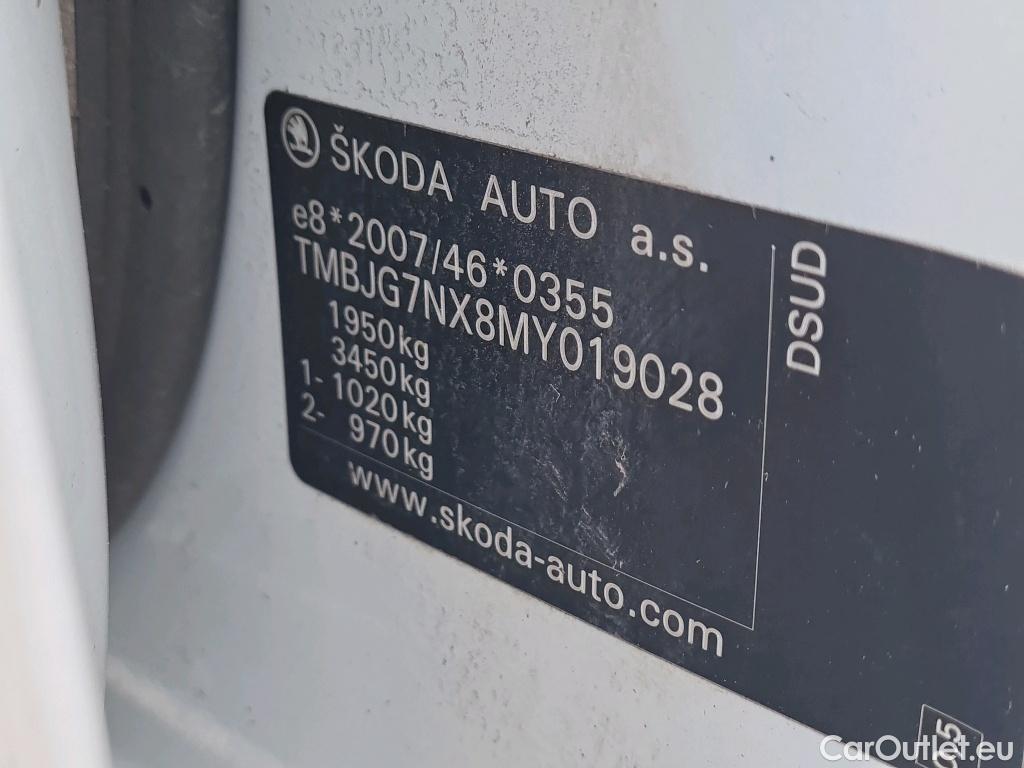 ŠKODA AUTO a.s.
e8*2007/46*0355
TMBJG7NX8MY019028
1950kg
3450kg
1- 1020kg
2- 970kg
www.skoda-auto.com
DSUD
CarOutlet.eu